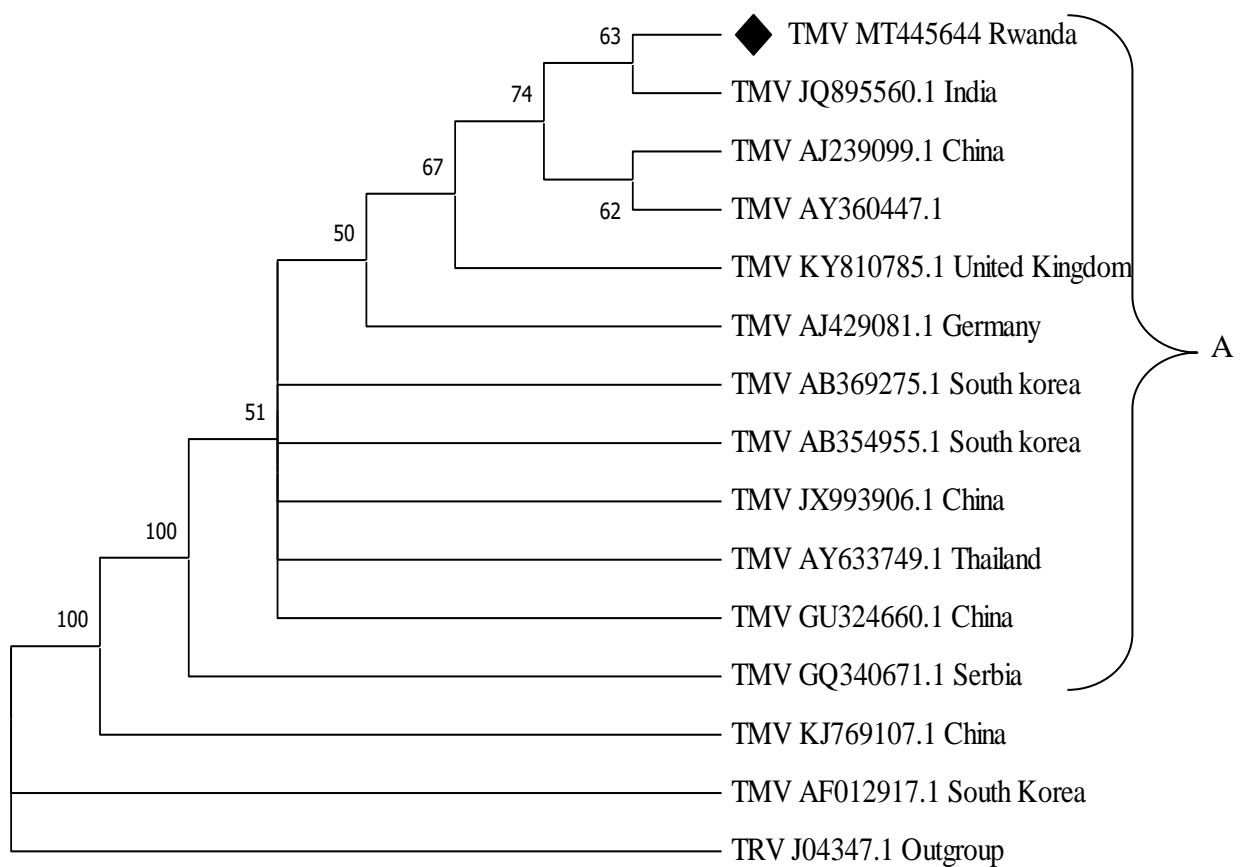 63
TMV MT445644 Rwanda
TMV JQ895560.1 India
74
TMV AJ239099.1 China
67
TMV AY360447.1
62
50
TMV KY810785.1 United Kingdom
TMV AJ429081.1 Germany
A
TMV AB369275.1 South korea
51
TMV AB354955.1 South korea
TMV JX993906.1 China
100
TMV AY633749.1 Thailand
100
TMV GU324660.1 China
TMV GQ340671.1 Serbia
TMV KJ769107.1 China
TMV AF012917.1 South Korea
TRV J04347.1 Outgroup